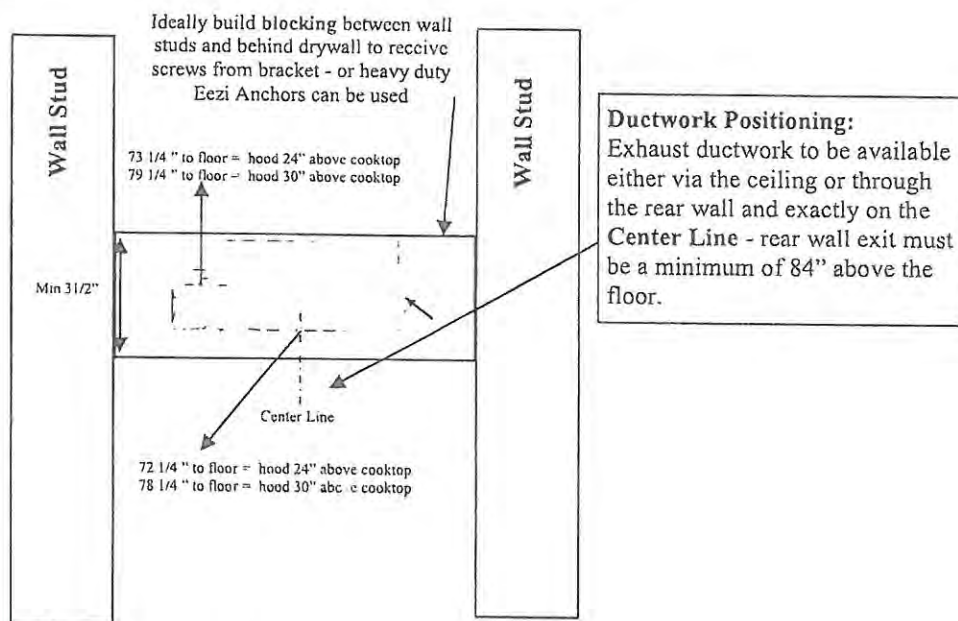 Ideally build blocking between wall
studs and behind drywall to receive
screws from bracket - or heavy duty
Eezi Anchors can be used
Wall Stud
Wall Stud
73 1/4 " to floor = hood 24" above cooktop
79 1/4 " to floor = hood 30" above cooktop
Ductwork Positioning:
Exhaust ductwork to be available
either via the ceiling or through
the rear wall and exactly on the
Center Line - rear wall exit must
be a minimum of 84" above the
floor.
Min 31/2"
Center Line
72 1/4 " to floor = hood 24" above cooktop
78 1/4 " to floor = hood 30" abc e cooktop